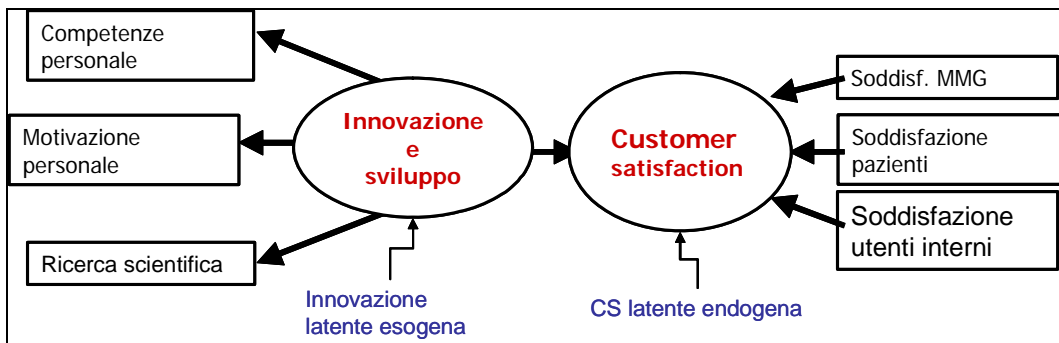 Competenze
personale
Motivazione
personale
Ricerca scientifica
Innovazione
e
sviluppo
Customer
satisfaction
Soddisf. MMG
Soddisfazione
pazienti
Soddisfazione
utenti interni
Innovazione
latente esogena
CS latente endogena